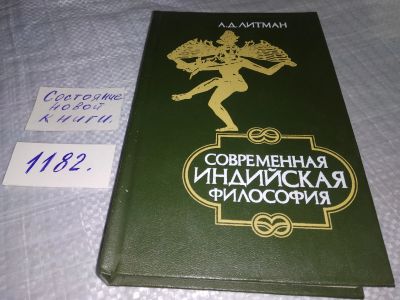 А.Д.ЛИТМАН
СОВРЕМЕННАЯ
ИНДИЙСКАЯ
ФИЛОСОФИЯ
Состояние
новой
книги.
1182.